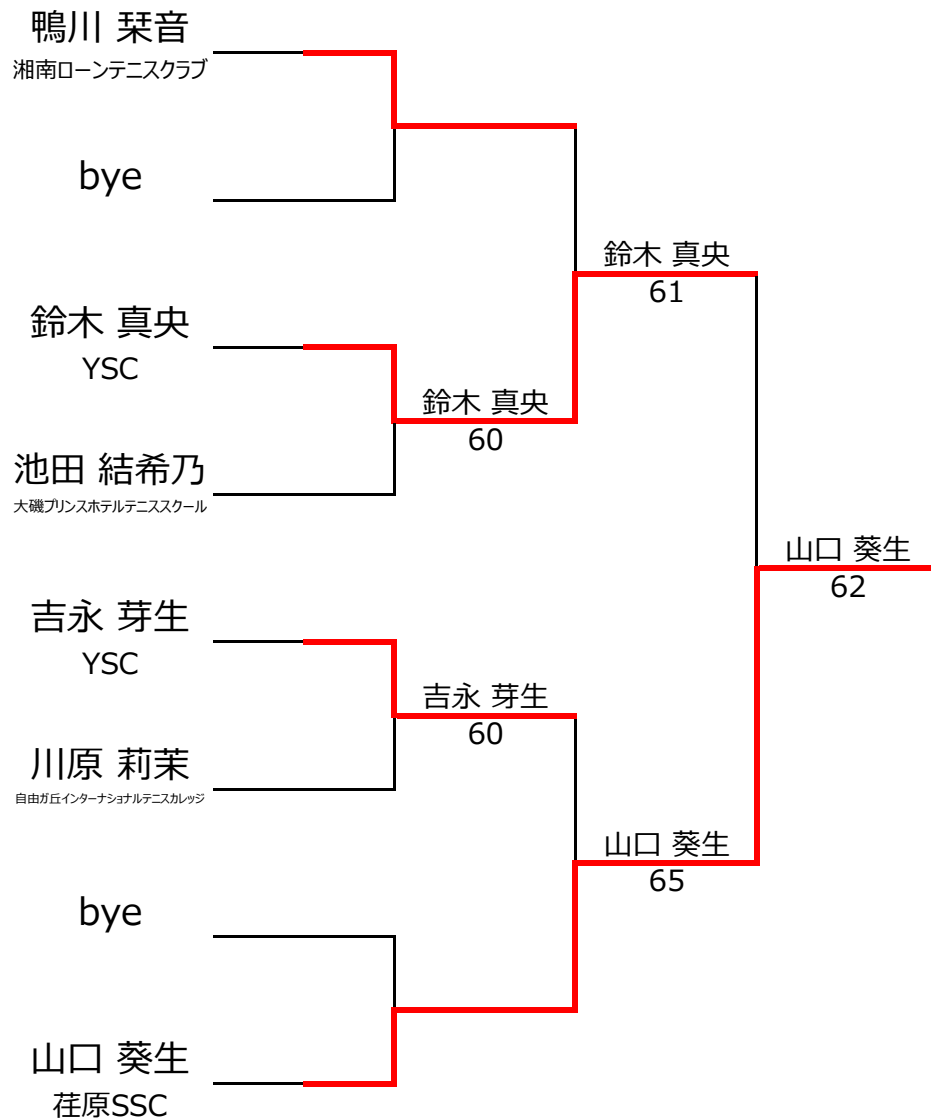 鴨川 栞音
湘南ローンテニスクラブ
bye
鈴木 真央
61
鈴木 真央
YSC
鈴木 真央
60
池田 結希乃
大磯プリンスホテルテニススクール
山口 葵生
62
吉永 芽生
YSC
吉永 芽生
60
川原 莉茉
自由ガ丘インターナショナルテニスカレッジ
山口 葵生
65
bye
山口 葵生
荏原SSC